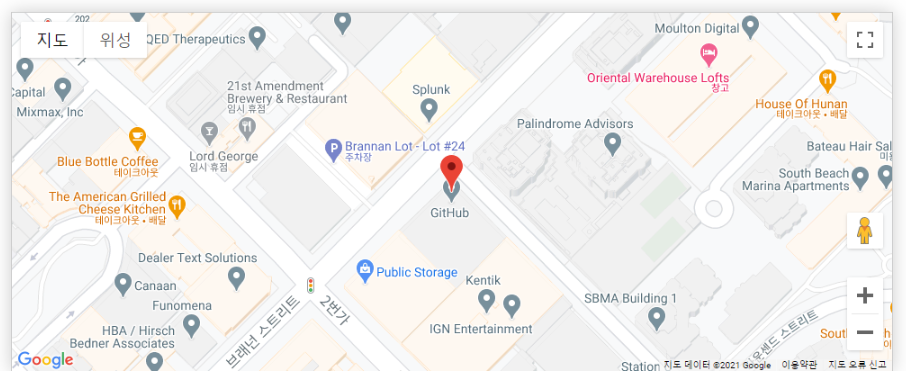 202
지도
위성
QED Therapeutics
Moulton Digital
Capital
Mixmax, Inc
21st Amendment
Brewery & Restaurant
임시 휴점
Splunk
Oriental Warehouse Lofts
창고
House Of Hunan
테이크아웃 • 배달
Palindrome Advisors
Brannan Lot - Lot #24
주차장
P
Lord George
임시 휴점
Blue Bottle Coffee
테이크아웃
Bateau Hair Sal
South Beach
Marina Apartments
The American Grilled
Cheese Kitchen
테이크아웃 • 배달
GitHub
Dealer Text Solutions
Public Storage
Canaan
Kentik
SBMA Building 1
Funomena
2번가
브래넌 스트리트
IGN Entertainment
HBA / Hirsch
Bedner Associates
Google
Station
지도 데이터 ©2021 Google
이용약관
지도 오류 신고